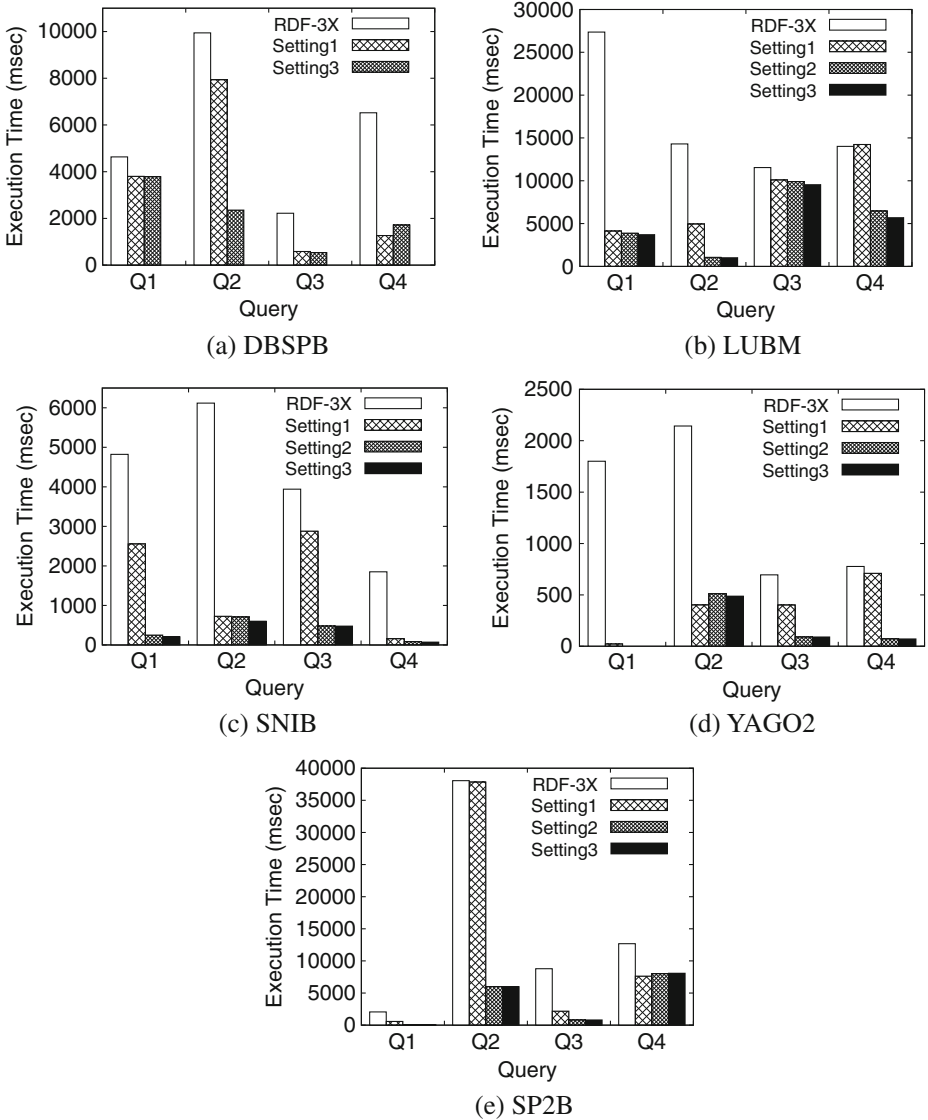 Execution Time (msec)
10000
8000
6000
4000
2000
0
RDF-3X
Setting1
Setting3
Q1 Q2 Q3 Q4
Query
(a) DBSPB
Execution Time (msec)
30000
25000
20000
15000
10000
5000
0
RDF-3X
Setting1
Setting2
Setting3
Q1 Q2 Q3 Q4
Query
(b) LUBM
Execution Time (msec)
6000
5000
4000
3000
2000
1000
0
RDF-3X
Setting1
Setting2
Setting3
Q1 Q2 Q3 Q4
Query
(c) SNIB
Execution Time (msec)
2500
2000
1500
1000
500
0
RDF-3X
Setting1
Setting2
Setting3
Q1 Q2 Q3 Q4
Query
(d) YAGO2
Execution Time (msec)
40000
35000
30000
25000
20000
15000
10000
5000
0
RDF-3X
Setting1
Setting2
Setting3
Q1 Q2 Q3 Q4
Query
(e) SP2B